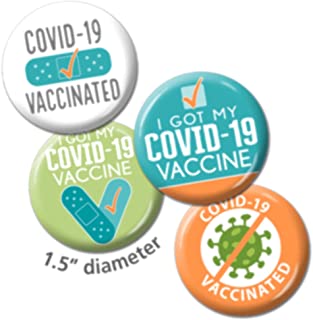 COVID-19
VACCINATED
I GOT MY
COVID-19
VACCINE
I GOT MY
COVID-19
VACCINE
COVID-19
VACCINATED
1.5" diameter